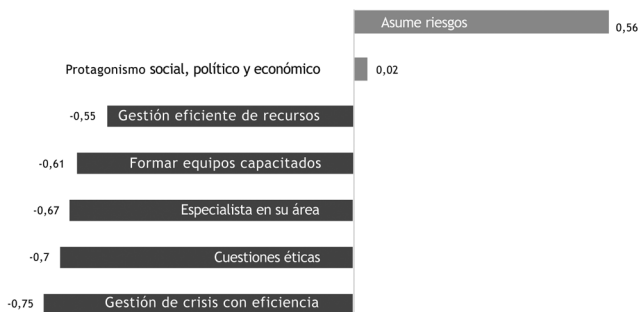 Asume riesgos 0,56
Protagonismo social, político y económico 0,02
-0,55 Gestión eficiente de recursos
-0,61 Formar equipos capacitados
-0,67 Especialista en su área
-0,7 Cuestiones éticas
-0,75 Gestión de crisis con eficiencia